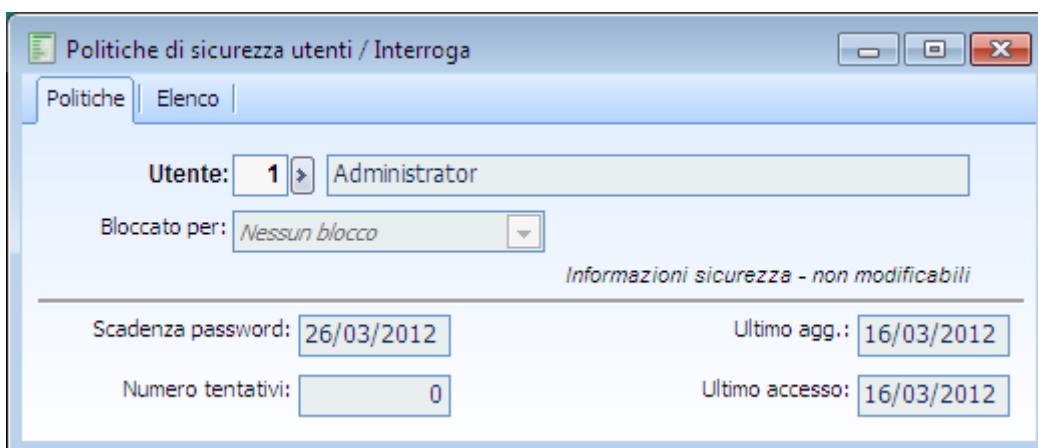 Politiche di sicurezza utenti / Interroga
Politiche Elenco
Utente: 1 Administrator
Bloccato per: Nessun blocco
Informazioni sicurezza - non modificabili
Scadenza password: 26/03/2012 Ultimo agg.: 16/03/2012
Numero tentativi: 0 Ultimo accesso: 16/03/2012